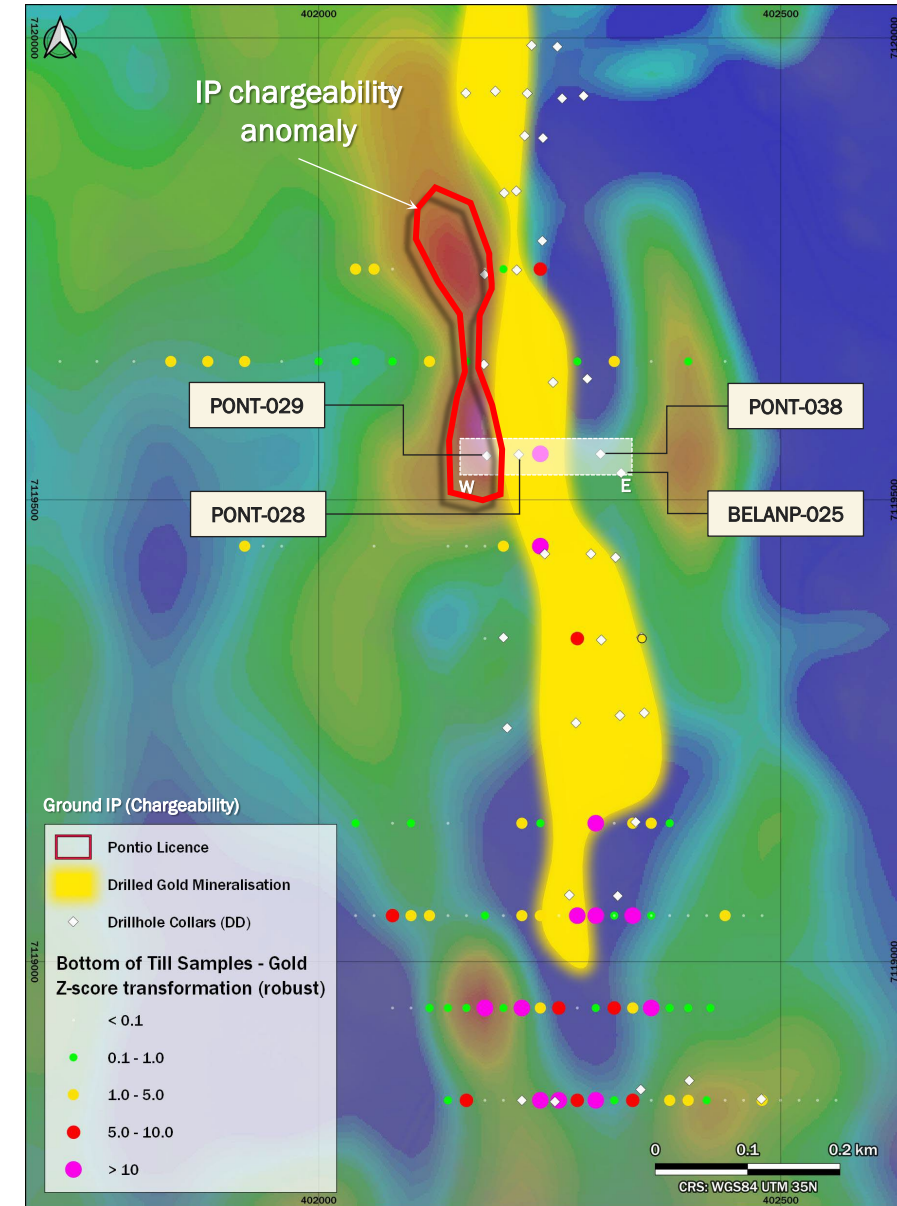 402000
402500
7120000
7120000
IP chargeability
anomaly
PONT-029
PONT-038
W
E
7119500
7119500
PONT-028
BELANP-025
Ground IP (Chargeability)
Pontio Licence
Drilled Gold Mineralisation
Drillhole Collars (DD)
Bottom of Till Samples - Gold
Z-score transformation (robust)
< 0.1
0.1 - 1.0
1.0 - 5.0
5.0 - 10.0
> 10
7119000
7119000
0 0.1 0.2 km
CRS: WGS84 UTM 35N
402000
402500